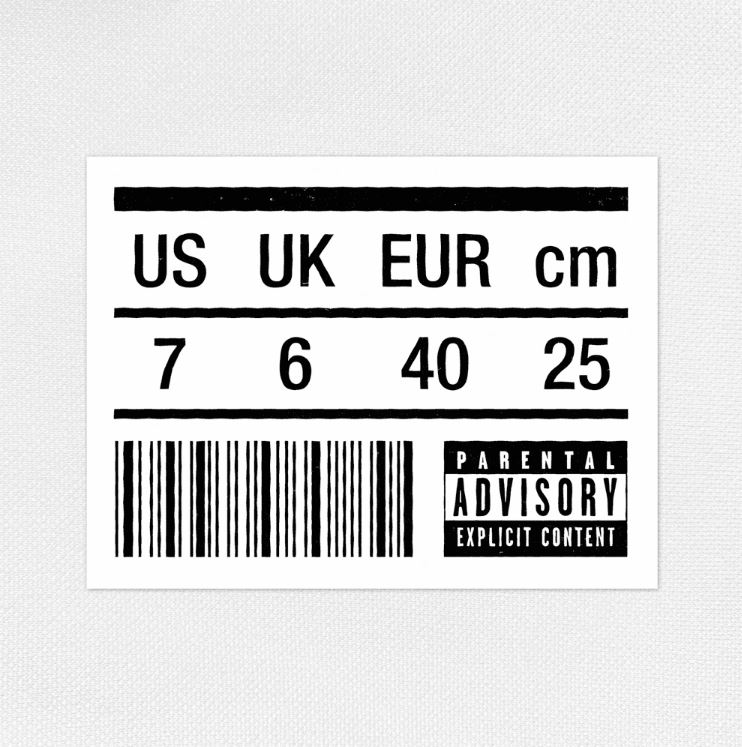 US UK EUR cm
7 6 40 25
PARENTAL
ADVISORY
EXPLICIT CONTENT